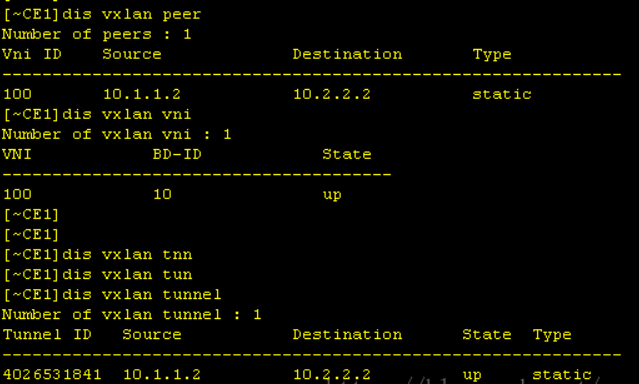 [~CE1]dis vxlan peer
Number of peers : 1
Vni ID    Source              Destination         Type
--------------------------------------------------------------
100       10.1.1.2            10.2.2.2            static
[~CE1]dis vxlan vni
Number of vxlan vni : 1
VNI            BD-ID            State
---------------------------------------
100            10               up
[~CE1]
[~CE1]
[~CE1]dis vxlan tnn
[~CE1]dis vxlan tun
[~CE1]dis vxlan tunnel
Number of vxlan tunnel : 1
Tunnel ID   Source           Destination      State  Type
--------------------------------------------------------------
4026531841  10.1.1.2         10.2.2.2         up     static